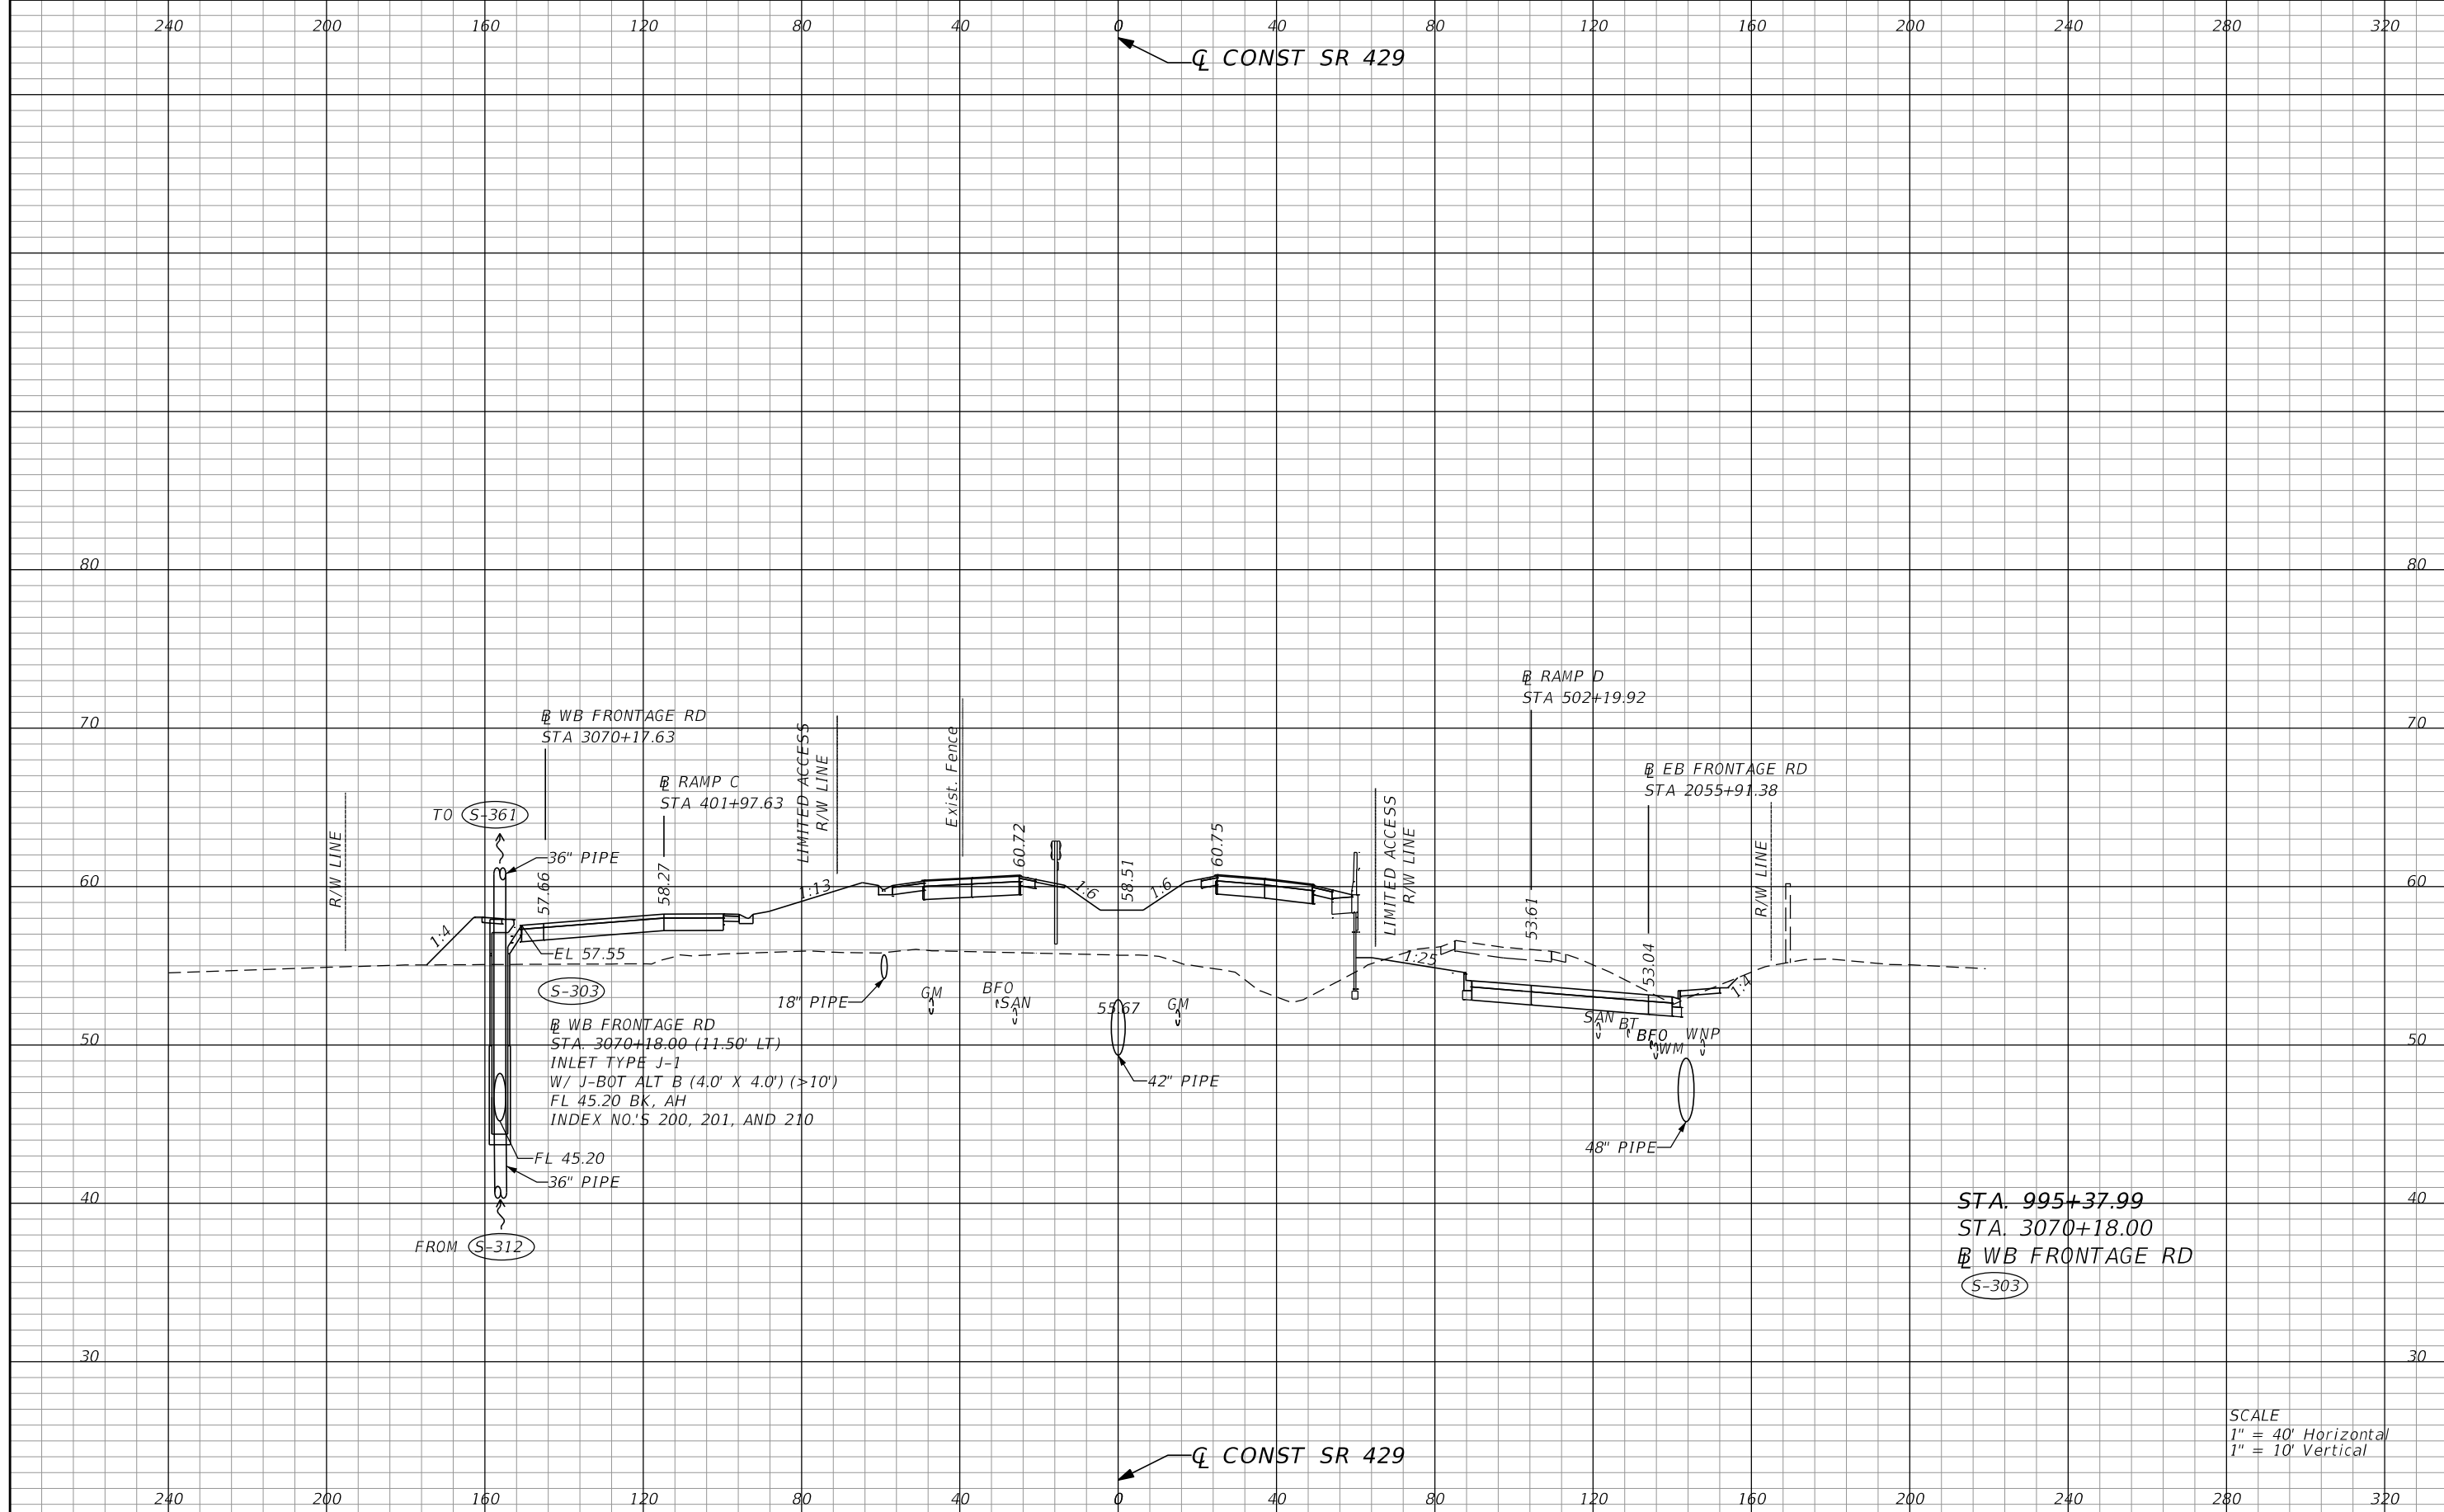 240 200 160 120 80 40 0 40 80 120 160 200 240 280 320
℄ CONST SR 429
80 80
70 70
60 60
50 50
40 40
30 30
BL RAMP D
STA 502+19.92
BL WB FRONTAGE RD
STA 3070+17.63
BL RAMP C
STA 401+97.63
BL EB FRONTAGE RD
STA 2055+91.38
TO S-361
36" PIPE
R/W LINE
57.66
58.27
LIMITED ACCESS
R/W LINE
Exist. Fence
60.72
58.51
60.75
LIMITED ACCESS
R/W LINE
53.61
53.04
R/W LINE
1:4
1:13
1:6
1:6
1:25
1:4
EL 57.55
S-303
BL WB FRONTAGE RD
STA. 3070+18.00 (11.50' LT)
INLET TYPE J-1
W/ J-BOT ALT B (4.0' X 4.0') (>10')
FL 45.20 BK, AH
INDEX NO.'S 200, 201, AND 210
18" PIPE
GM
BFO
SAN
55.67
GM
42" PIPE
SAN
BT
BFO
WM
WNP
48" PIPE
FL 45.20
36" PIPE
FROM S-312
STA. 995+37.99
STA. 3070+18.00
BL WB FRONTAGE RD
S-303
SCALE
1" = 40' Horizontal
1" = 10' Vertical
℄ CONST SR 429
240 200 160 120 80 40 0 40 80 120 160 200 240 280 320